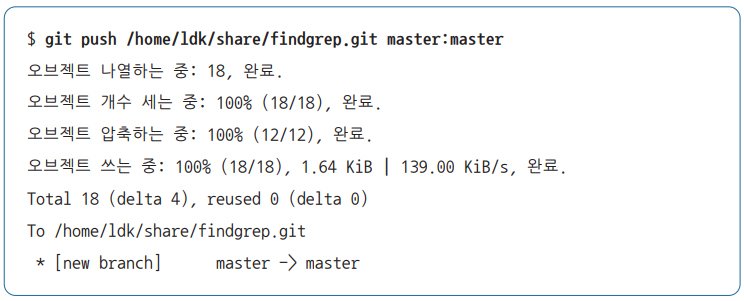 $ git push /home/ldk/share/findgrep.git master:master
오브젝트 나열하는 중: 18, 완료.
오브젝트 개수 세는 중: 100% (18/18), 완료.
오브젝트 압축하는 중: 100% (12/12), 완료.
오브젝트 쓰는 중: 100% (18/18), 1.64 KiB | 139.00 KiB/s, 완료.
Total 18 (delta 4), reused 0 (delta 0)
To /home/ldk/share/findgrep.git
 * [new branch]      master -> master